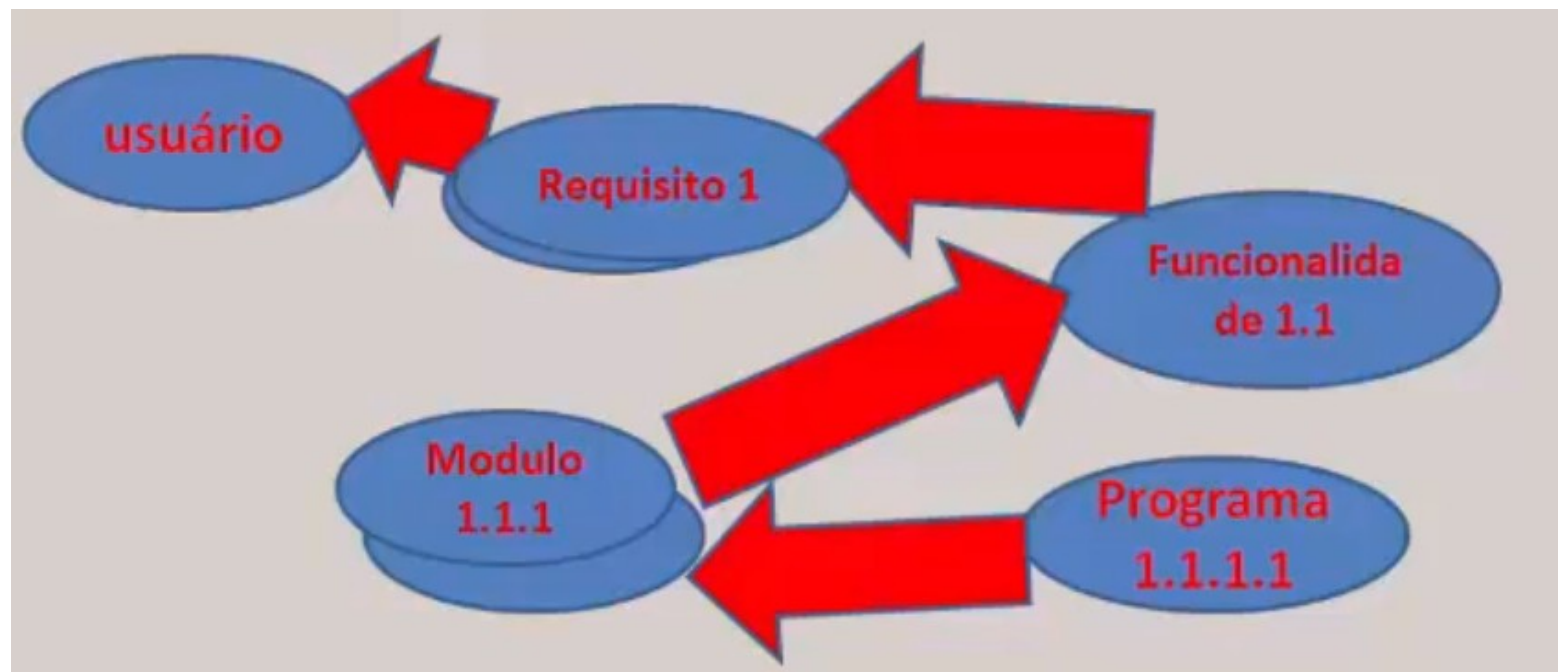 usuário
Requisito 1
Funcionalida
de 1.1
Modulo
1.1.1
Programa
1.1.1.1